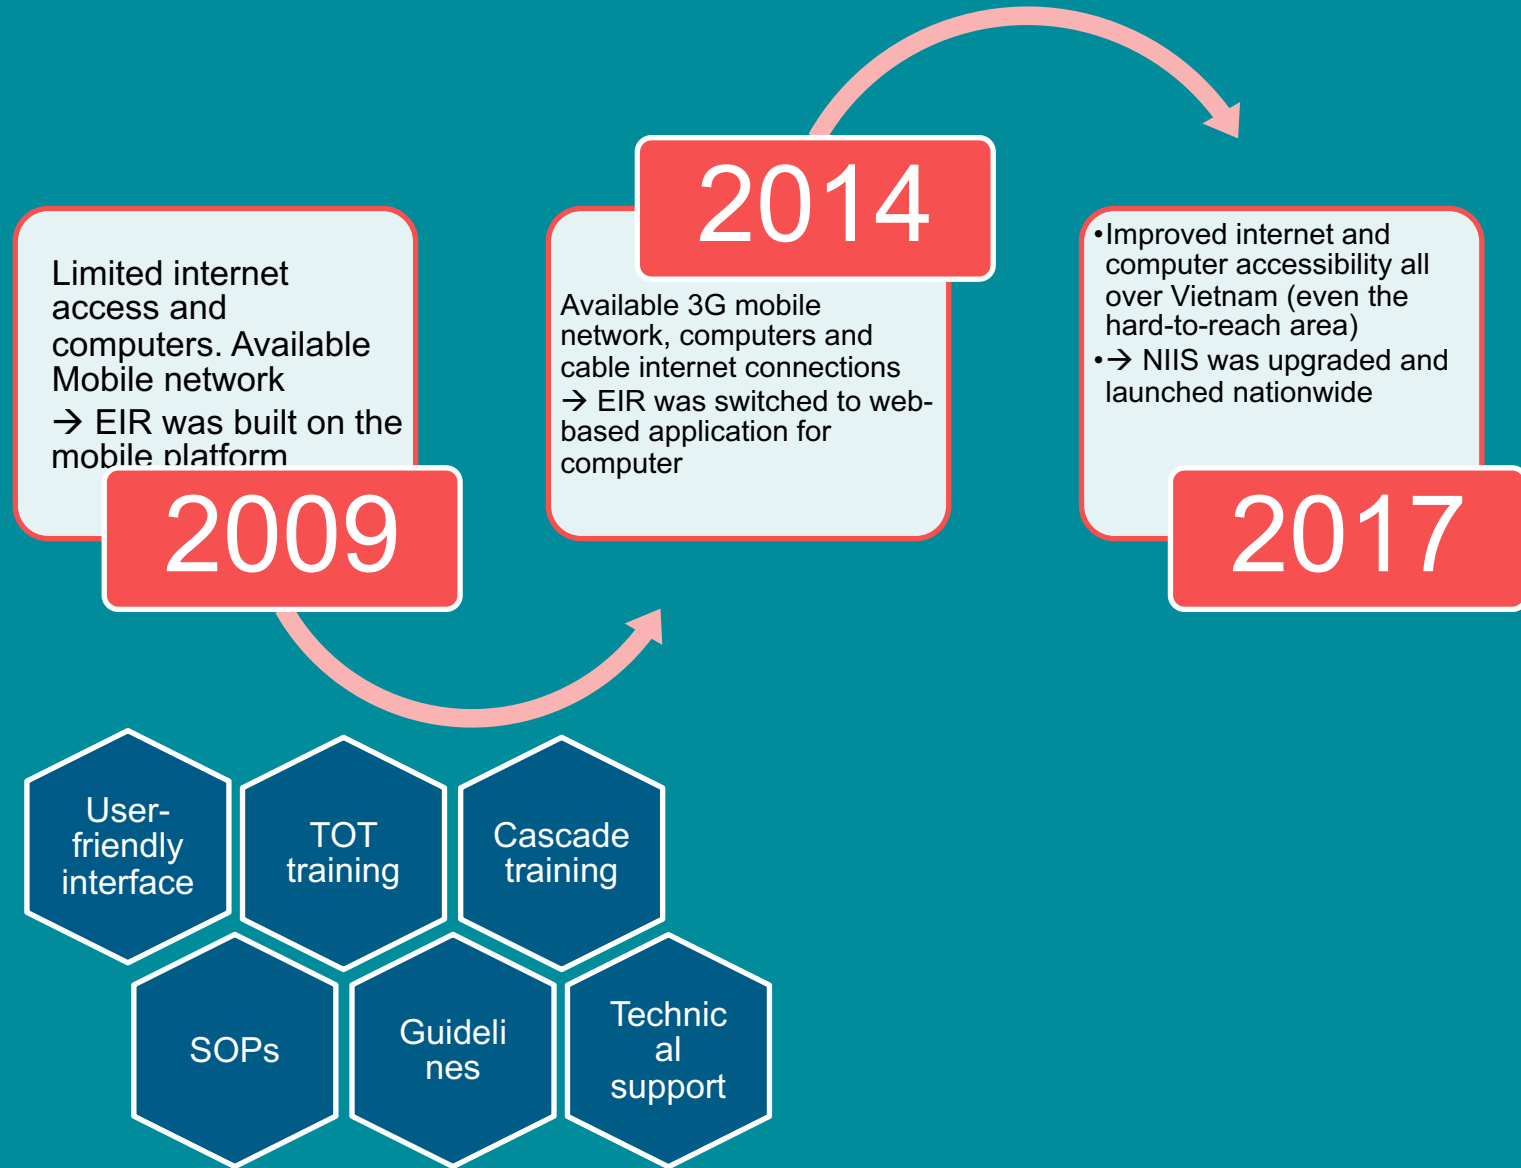 Limited internet
access and
computers. Available
Mobile network
→ EIR was built on the
mobile platform
2009
2014
Available 3G mobile
network, computers and
cable internet connections
→ EIR was switched to web-
based application for
computer
•Improved internet and
computer accessibility all
over Vietnam (even the
hard-to-reach area)
•→ NIIS was upgraded and
launched nationwide
2017
User-
friendly
interface
TOT
training
Cascade
training
SOPs
Guideli
nes
Technic
al
support